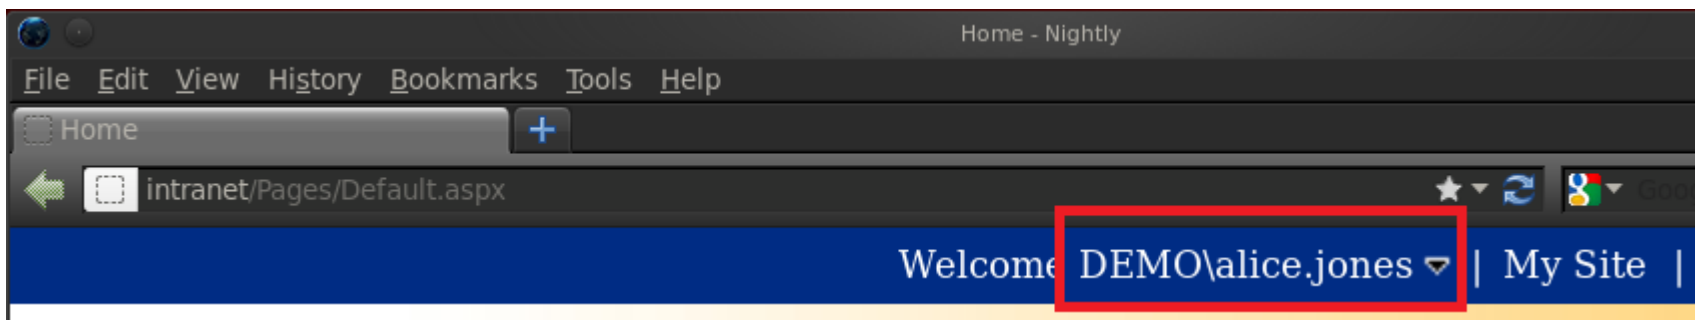 Home - Nightly
File Edit View History Bookmarks Tools Help
Home
intranet/Pages/Default.aspx
Welcome DEMO\alice.jones | My Site |